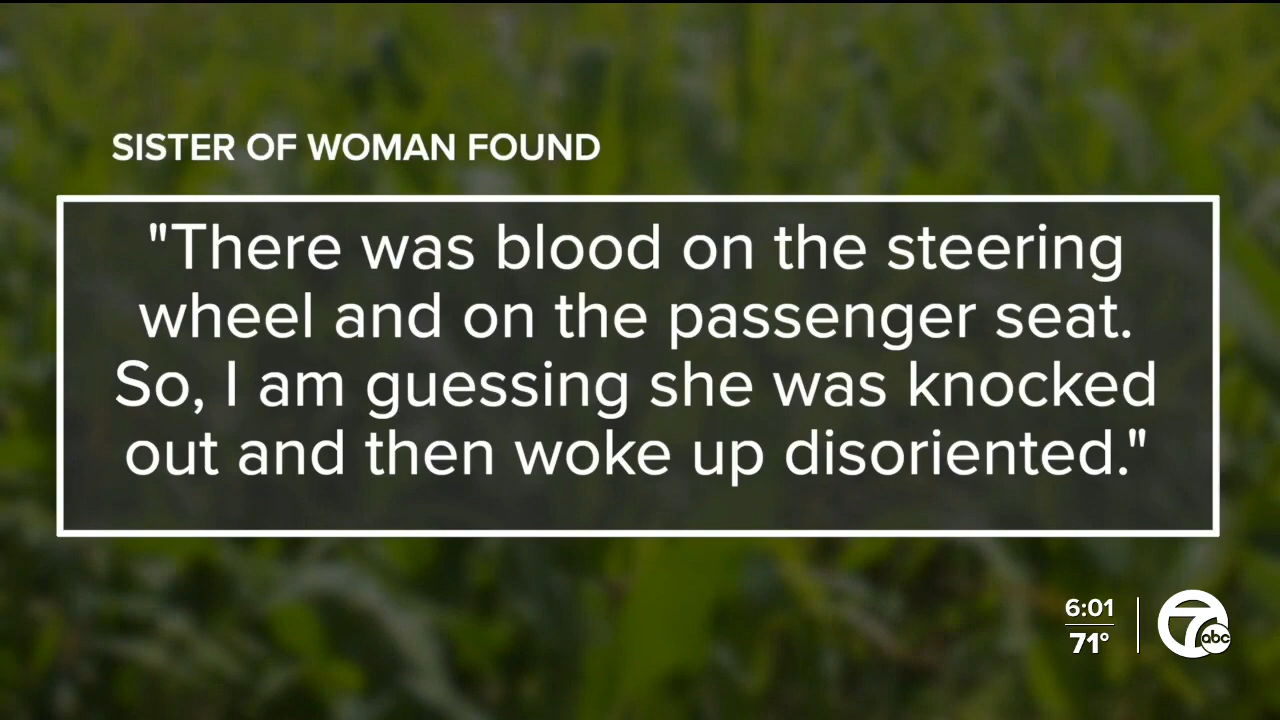 SISTER OF WOMAN FOUND
"There was blood on the steering
wheel and on the passenger seat.
So, I am guessing she was knocked
out and then woke up disoriented."
6:01
71°
7 abc